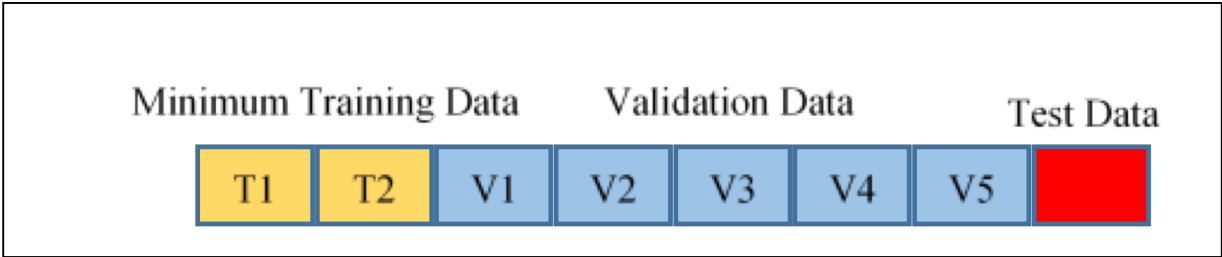 Minimum Training Data Validation Data Test Data
T1 T2 V1 V2 V3 V4 V5